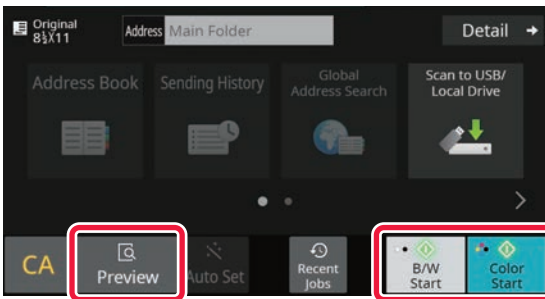 Original
8½X11
Address
Main Folder
Detail
Address Book
Sending History
Global
Address Search
Scan to USB/
Local Drive
CA
Preview
Auto Set
Recent
Jobs
B/W
Start
Color
Start